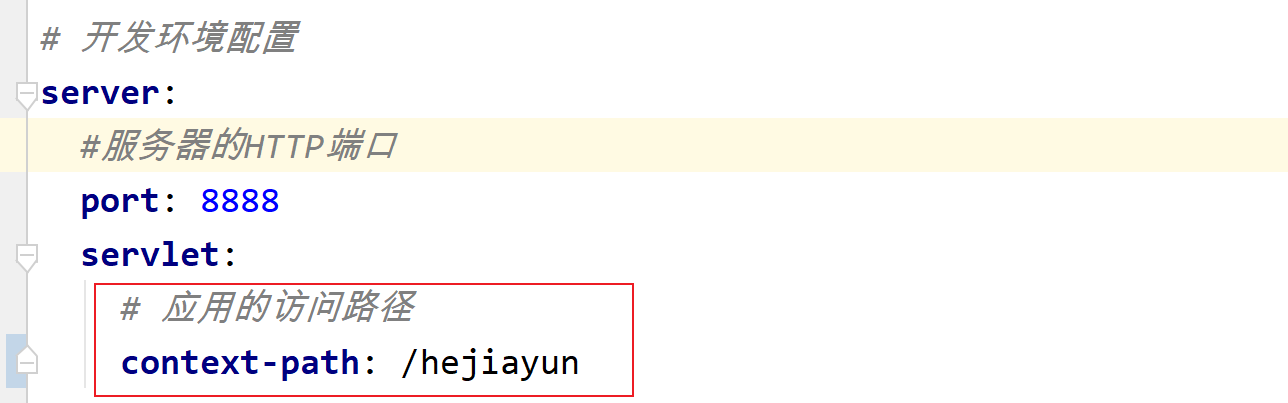 # 开发环境配置
server:
#服务器的HTTP端口
port: 8888
servlet:
# 应用的访问路径
context-path: /hejiayun